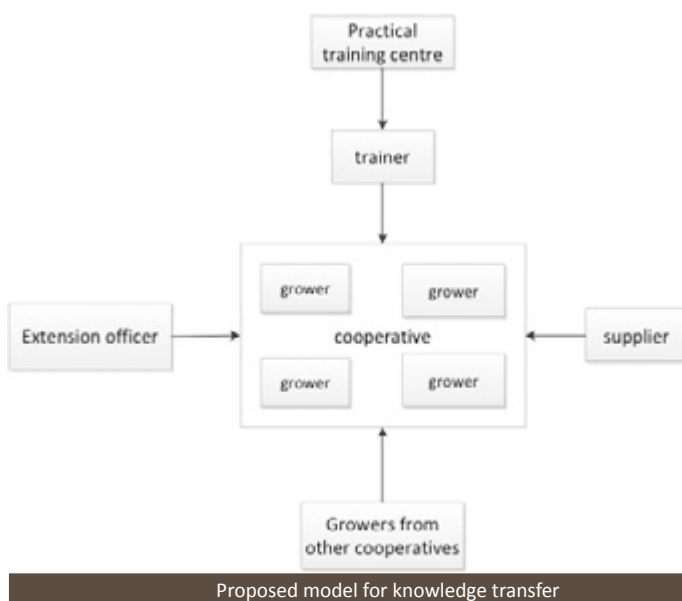 Practical
training centre
trainer
grower
grower
Extension officer
cooperative
supplier
grower
grower
Growers from
other cooperatives
Proposed model for knowledge transfer